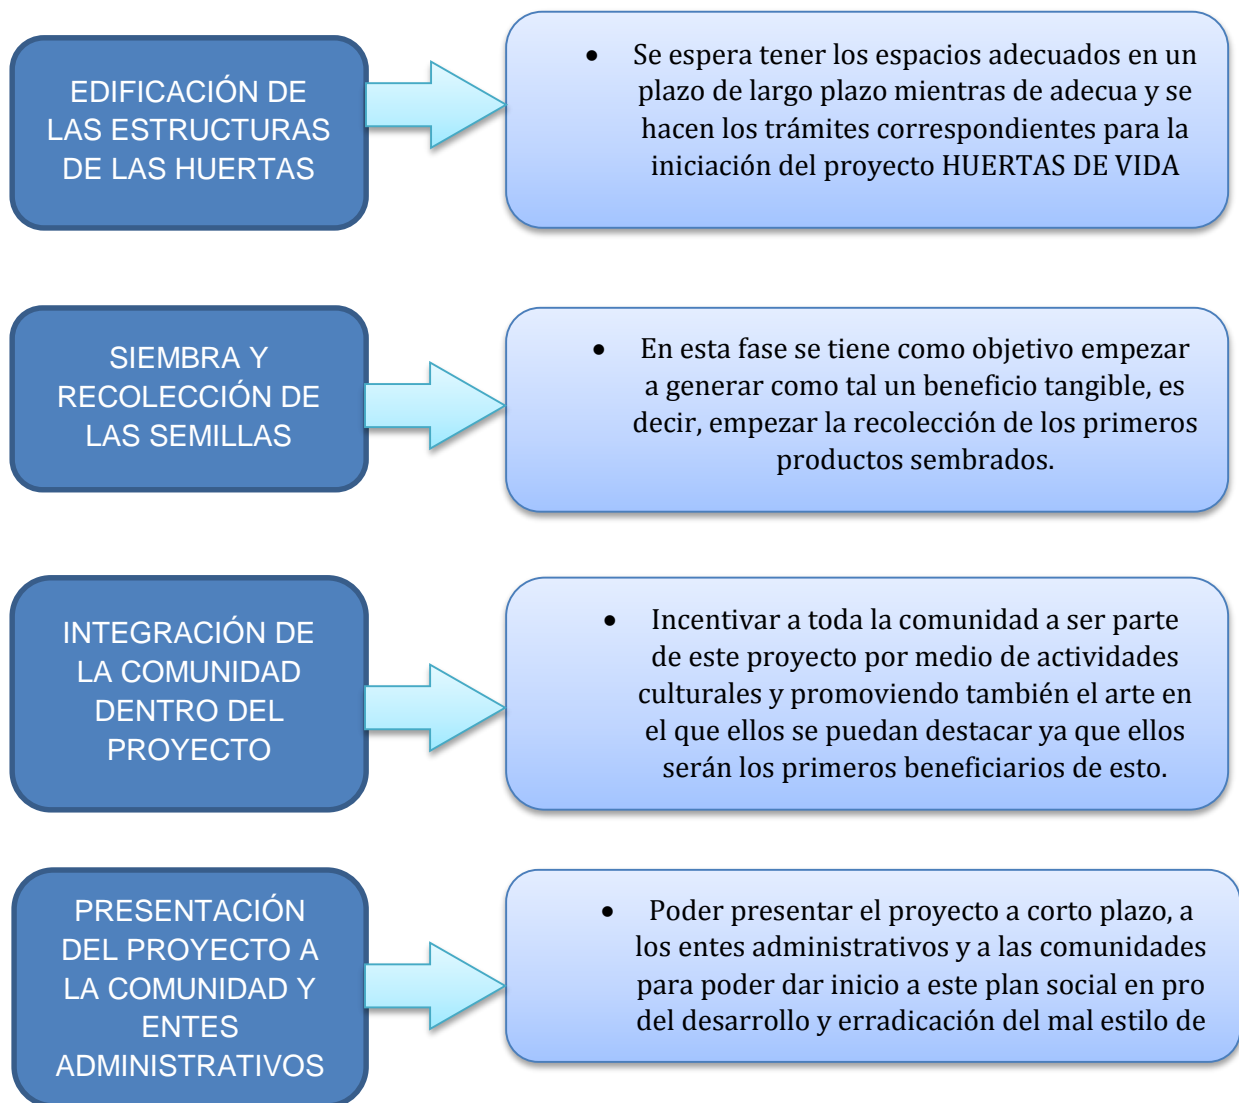 EDIFICACIÓN DE
LAS ESTRUCTURAS
DE LAS HUERTAS
• Se espera tener los espacios adecuados en un
plazo de largo plazo mientras de adecua y se
hacen los trámites correspondientes para la
iniciación del proyecto HUERTAS DE VIDA
SIEMBRA Y
RECOLECCIÓN DE
LAS SEMILLAS
• En esta fase se tiene como objetivo empezar
a generar como tal un beneficio tangible, es
decir, empezar la recolección de los primeros
productos sembrados.
INTEGRACIÓN DE
LA COMUNIDAD
DENTRO DEL
PROYECTO
• Incentivar a toda la comunidad a ser parte
de este proyecto por medio de actividades
culturales y promoviendo también el arte en
el que ellos se puedan destacar ya que ellos
serán los primeros beneficiarios de esto.
PRESENTACIÓN
DEL PROYECTO A
LA COMUNIDAD Y
ENTES
ADMINISTRATIVOS
• Poder presentar el proyecto a corto plazo, a
los entes administrativos y a las comunidades
para poder dar inicio a este plan social en pro
del desarrollo y erradicación del mal estilo de